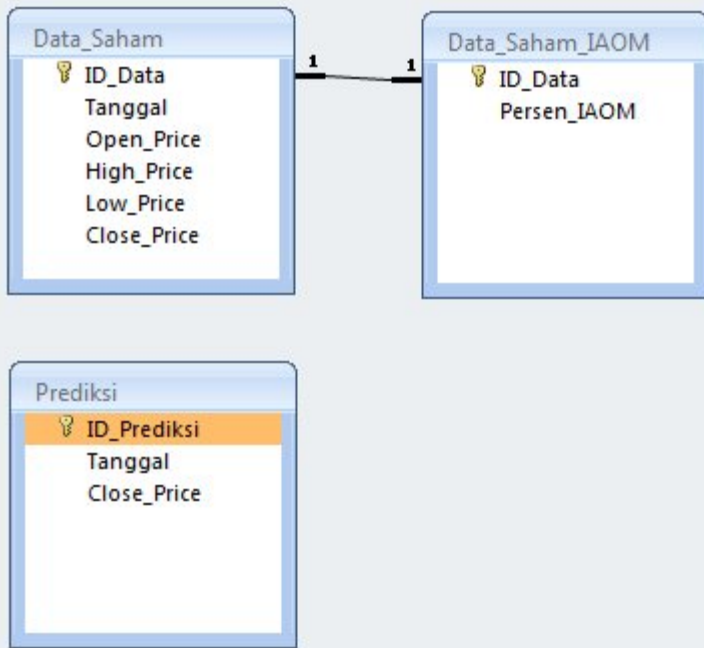 Data_Saham
ID_Data
Tanggal
Open_Price
High_Price
Low_Price
Close_Price
1
1
Data_Saham_IAOM
ID_Data
Persen_IAOM
Prediksi
ID_Prediksi
Tanggal
Close_Price